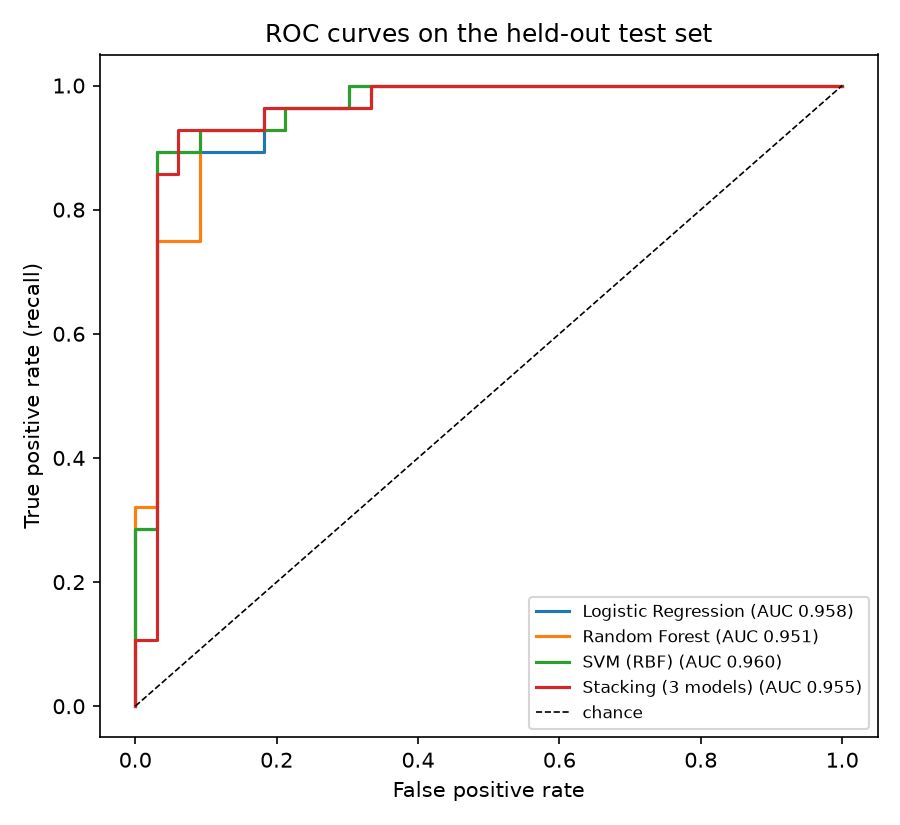 ROC curves on the held-out test set
1.0
0.8
0.6
0.4
0.2
0.0
True positive rate (recall)
Logistic Regression (AUC 0.958)
Random Forest (AUC 0.951)
SVM (RBF) (AUC 0.960)
Stacking (3 models) (AUC 0.955)
chance
0.0 0.2 0.4 0.6 0.8 1.0
False positive rate